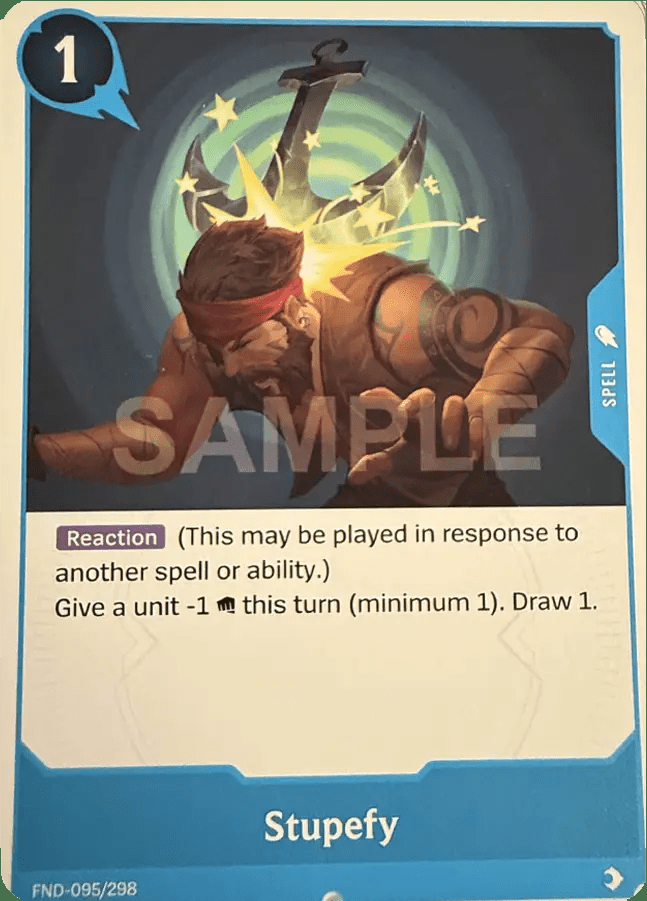 1
SPELL
SAMPLE
Reaction (This may be played in response to
another spell or ability.)
Give a unit -1 this turn (minimum 1). Draw 1.
Stupefy
FND-095/298